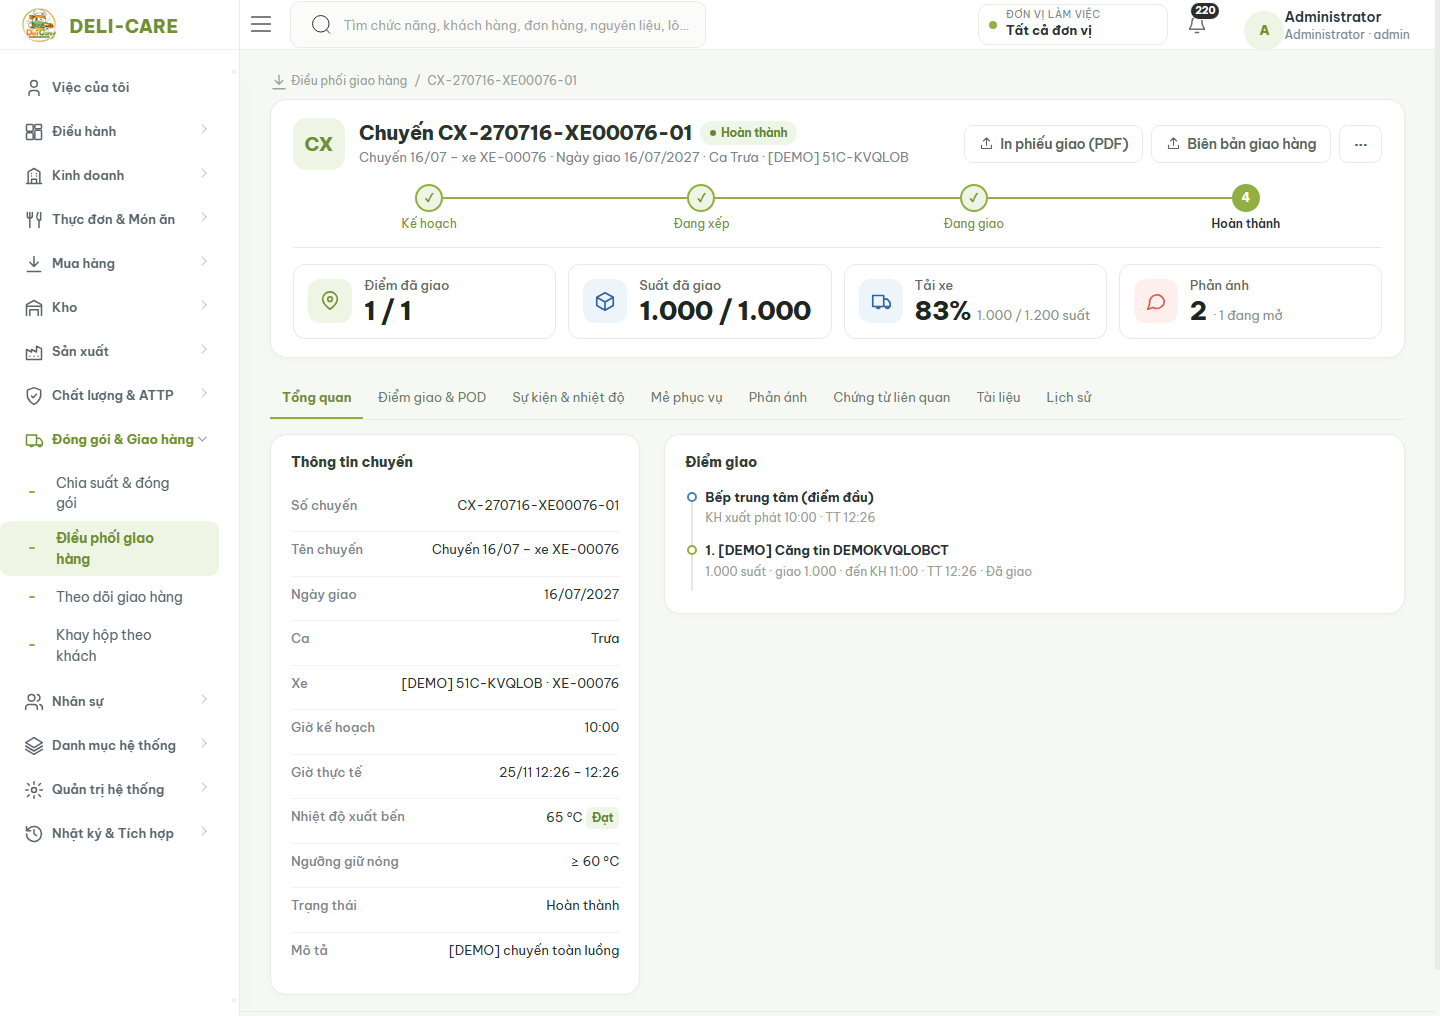 DELI-CARE
Tìm chức năng, khách hàng, đơn hàng, nguyên liệu, lô...
ĐƠN VỊ LÀM VIỆC
Tất cả đơn vị
220
A
Administrator
Administrator · admin
Việc của tôi
Điều hành
Kinh doanh
Thực đơn & Món ăn
Mua hàng
Kho
Sản xuất
Chất lượng & ATTP
Đóng gói & Giao hàng
Chia suất & đóng
gói
Điều phối giao
hàng
Theo dõi giao hàng
Khay hộp theo
khách
Nhân sự
Danh mục hệ thống
Quản trị hệ thống
Nhật ký & Tích hợp
Điều phối giao hàng / CX-270716-XE00076-01
CX
Chuyến CX-270716-XE00076-01
Hoàn thành
Chuyến 16/07 – xe XE-00076 · Ngày giao 16/07/2027 · Ca Trưa · [DEMO] 51C-KVQLOB
In phiếu giao (PDF)
Biên bản giao hàng
...
Kế hoạch
Đang xếp
Đang giao
4
Hoàn thành
Điểm đã giao
1 / 1
Suất đã giao
1.000 / 1.000
Tải xe
83% 1.000 / 1.200 suất
Phản ánh
2 · 1 đang mở
Tổng quan
Điểm giao & POD
Sự kiện & nhiệt độ
Mẻ phục vụ
Phản ánh
Chứng từ liên quan
Tài liệu
Lịch sử
Thông tin chuyến
Số chuyến CX-270716-XE00076-01
Tên chuyến Chuyến 16/07 – xe XE-00076
Ngày giao 16/07/2027
Ca Trưa
Xe [DEMO] 51C-KVQLOB · XE-00076
Giờ kế hoạch 10:00
Giờ thực tế 25/11 12:26 – 12:26
Nhiệt độ xuất bến 65 °C Đạt
Ngưỡng giữ nóng ≥ 60 °C
Trạng thái Hoàn thành
Mô tả [DEMO] chuyến toàn luồng
Điểm giao
Bếp trung tâm (điểm đầu)
KH xuất phát 10:00 · TT 12:26
1. [DEMO] Căng tin DEMOKVQLOBCT
1.000 suất · giao 1.000 · đến KH 11:00 · TT 12:26 · Đã giao